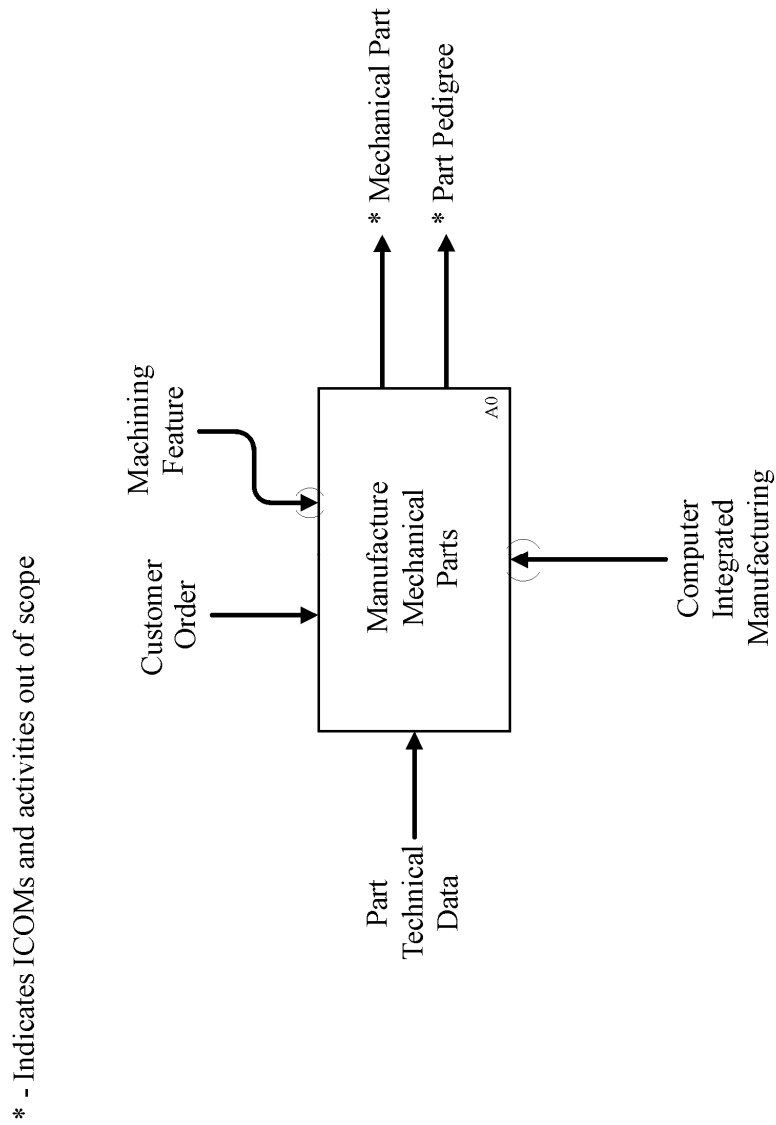 * - Indicates ICOMs and activities out of scope
Customer
Order
Machining
Feature
Part
Technical
Data
Manufacture
Mechanical
Parts
A0
* Mechanical Part
* Part Pedigree
Computer
Integrated
Manufacturing